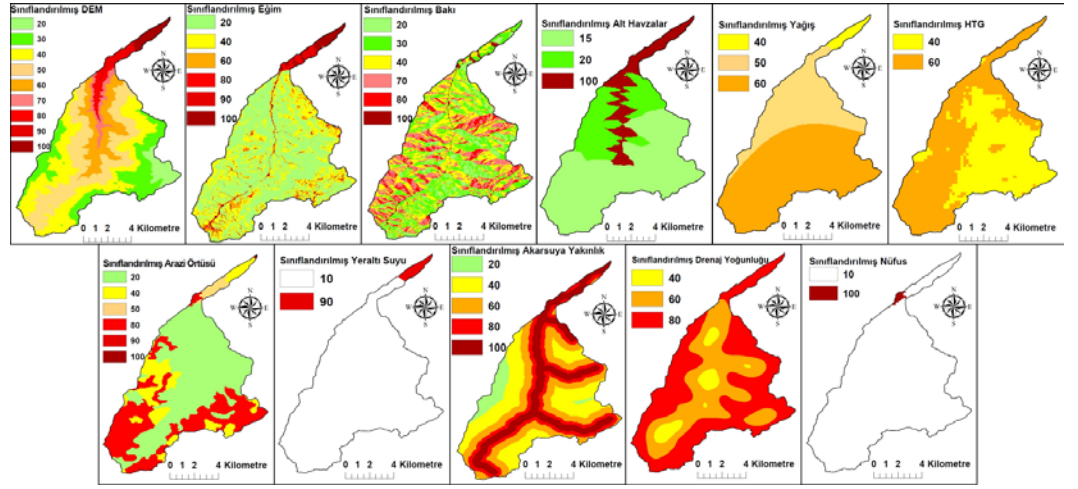 Sınıflandırılmış DEM
20
30
40
50
60
70
80
90
100
N
W
E
S
0 1 2 4 Kilometre
Sınıflandırılmış Eğim
20
40
60
80
90
100
N
W
E
S
0 1 2 4 Kilometre
Sınıflandırılmış Bakı
20
30
40
70
80
100
N
W
E
S
0 1 2 4 Kilometre
Sınıflandırılmış Alt Havzalar
15
20
100
N
W
E
S
0 1 2 4 Kilometre
Sınıflandırılmış Yağış
40
50
60
N
W
E
S
0 1 2 4 Kilometre
Sınıflandırılmış HTG
40
60
N
W
E
S
0 1 2 4 Kilometre
Sınıflandırılmış Arazi Örtüsü
20
40
50
80
90
100
N
W
E
S
0 1 2 4 Kilometre
Sınıflandırılmış Yeraltı Suyu
10
90
N
W
E
S
0 1 2 4 Kilometre
Sınıflandırılmış Akarsuya Yakınlık
20
40
60
80
100
N
W
E
S
0 1 2 4 Kilometre
Sınıflandırılmış Drenaj Yoğunluğu
40
60
80
N
W
E
S
0 1 2 4 Kilometre
Sınıflandırılmış Nüfus
10
100
N
W
E
S
0 1 2 4 Kilometre